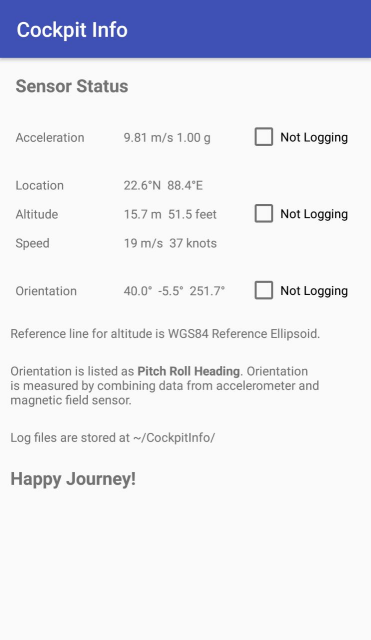 Cockpit Info
Sensor Status
Acceleration 9.81 m/s 1.00 g Not Logging
Location 22.6°N 88.4°E
Altitude 15.7 m 51.5 feet Not Logging
Speed 19 m/s 37 knots
Orientation 40.0° -5.5° 251.7° Not Logging
Reference line for altitude is WGS84 Reference Ellipsoid.
Orientation is listed as Pitch Roll Heading. Orientation
is measured by combining data from accelerometer and
magnetic field sensor.
Log files are stored at ~/CockpitInfo/
Happy Journey!